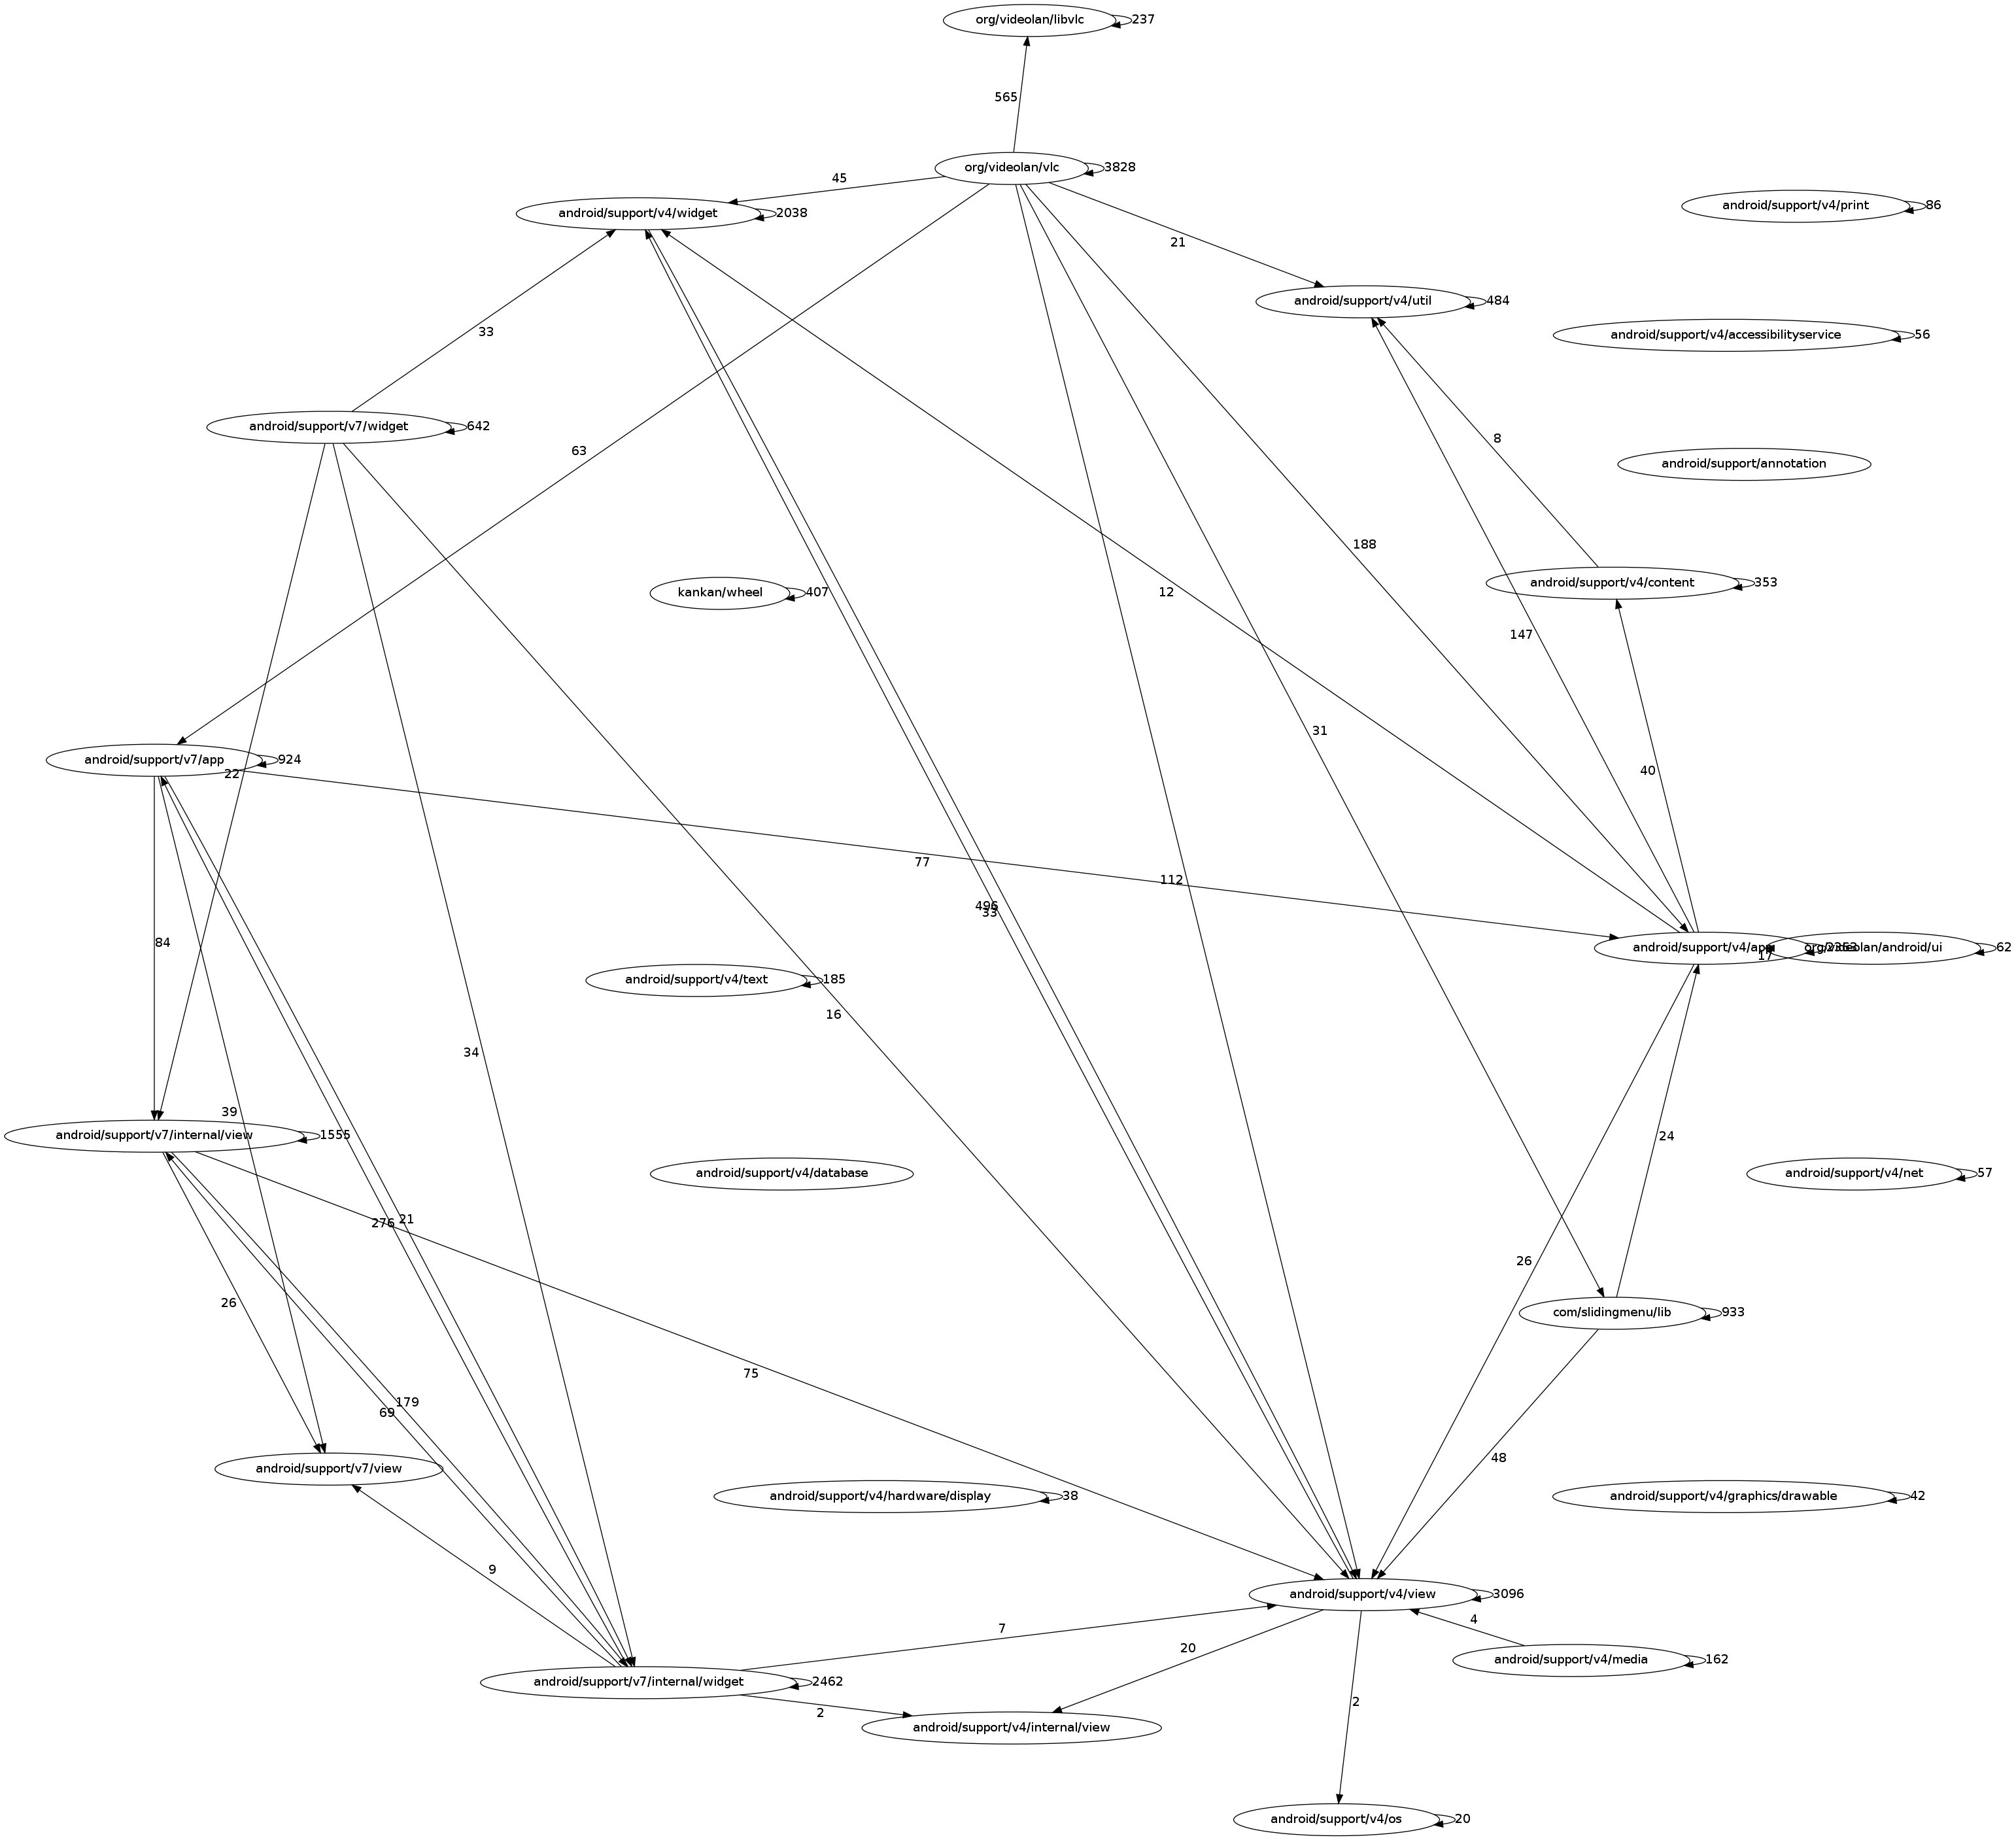 org/videolan/libvlc
237
565
org/videolan/vlc
3828
45
android/support/v4/widget
2038
android/support/v4/print
86
21
android/support/v4/util
484
33
android/support/v4/accessibilityservice
56
android/support/v7/widget
642
63
8
android/support/annotation
188
android/support/v4/content
353
kankan/wheel
407
12
147
31
android/support/v7/app
924
22
40
77
112
496
33
84
android/support/v4/app
org/videolan/android/ui
62
17
android/support/v4/text
185
16
34
39
android/support/v7/internal/view
1555
24
android/support/v4/database
android/support/v4/net
57
276
21
26
26
com/slidingmenu/lib
933
75
179
69
48
android/support/v7/view
android/support/v4/hardware/display
38
android/support/v4/graphics/drawable
42
9
android/support/v4/view
3096
7
4
20
android/support/v4/media
162
android/support/v7/internal/widget
2462
2
2
android/support/v4/internal/view
android/support/v4/os
20